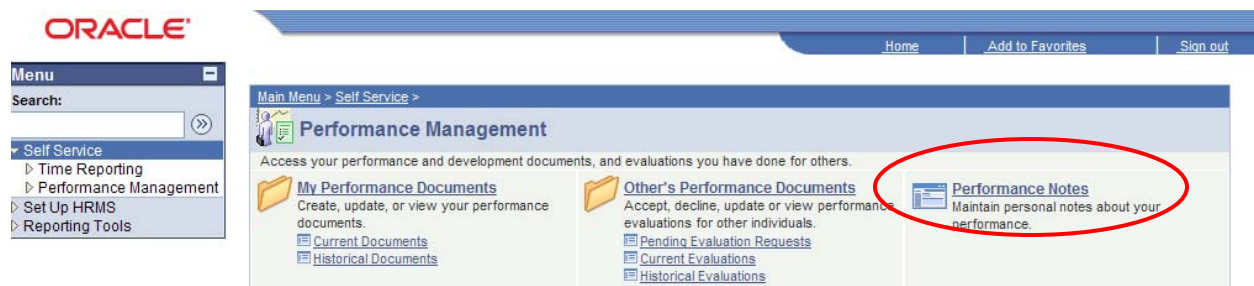 ORACLE'
Home
Add to Favorites
Sign out
Menu
Search:
Self Service
Time Reporting
Performance Management
Set Up HRMS
Reporting Tools
Main Menu > Self Service >
Performance Management
Access your performance and development documents, and evaluations you have done for others.
My Performance Documents
Create, update, or view your performance
documents.
Current Documents
Historical Documents
Other's Performance Documents
Accept, decline, update or view performance
evaluations for other individuals.
Pending Evaluation Requests
Current Evaluations
Historical Evaluations
Performance Notes
Maintain personal notes about your
performance.